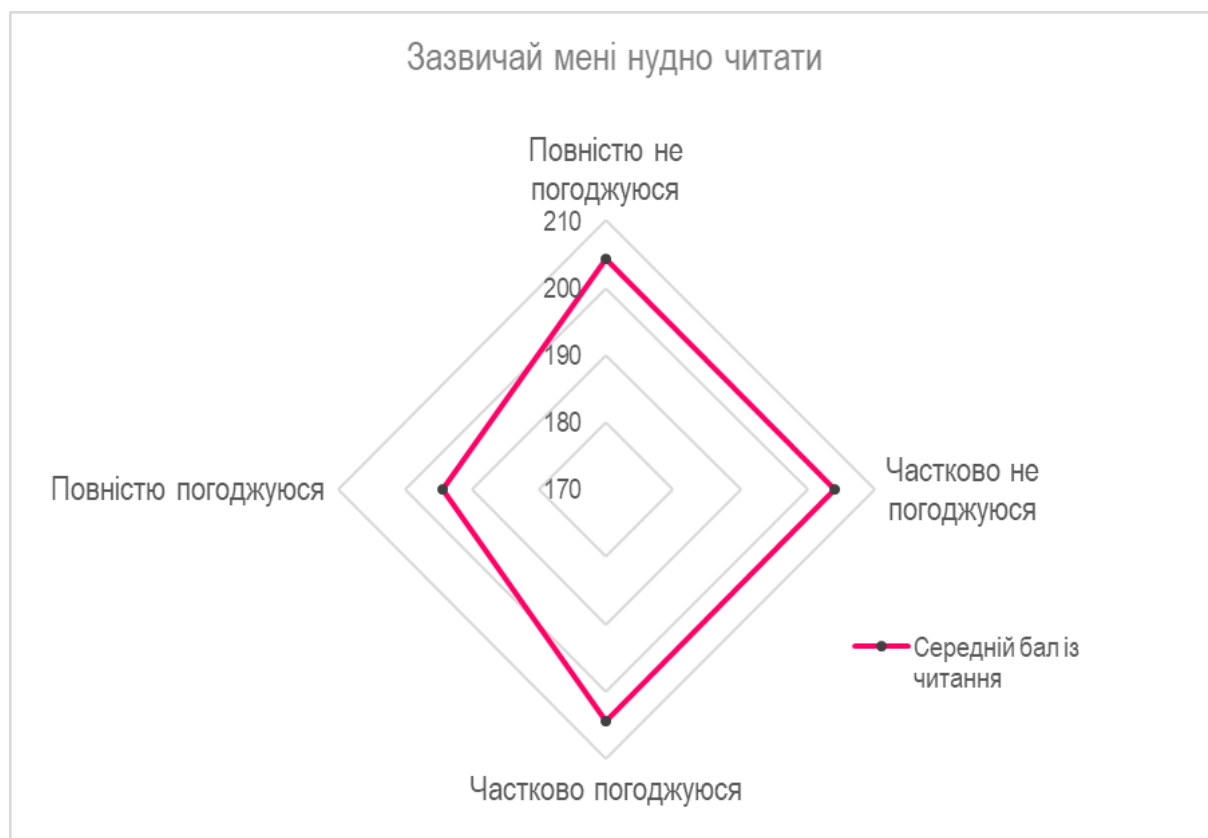 Зазвичай мені нудно читати
Повністю не
погоджуюся
210
200
190
180
170
Повністю погоджуюся
Частково не
погоджуюся
Середній бал із
читання
Частково погоджуюся